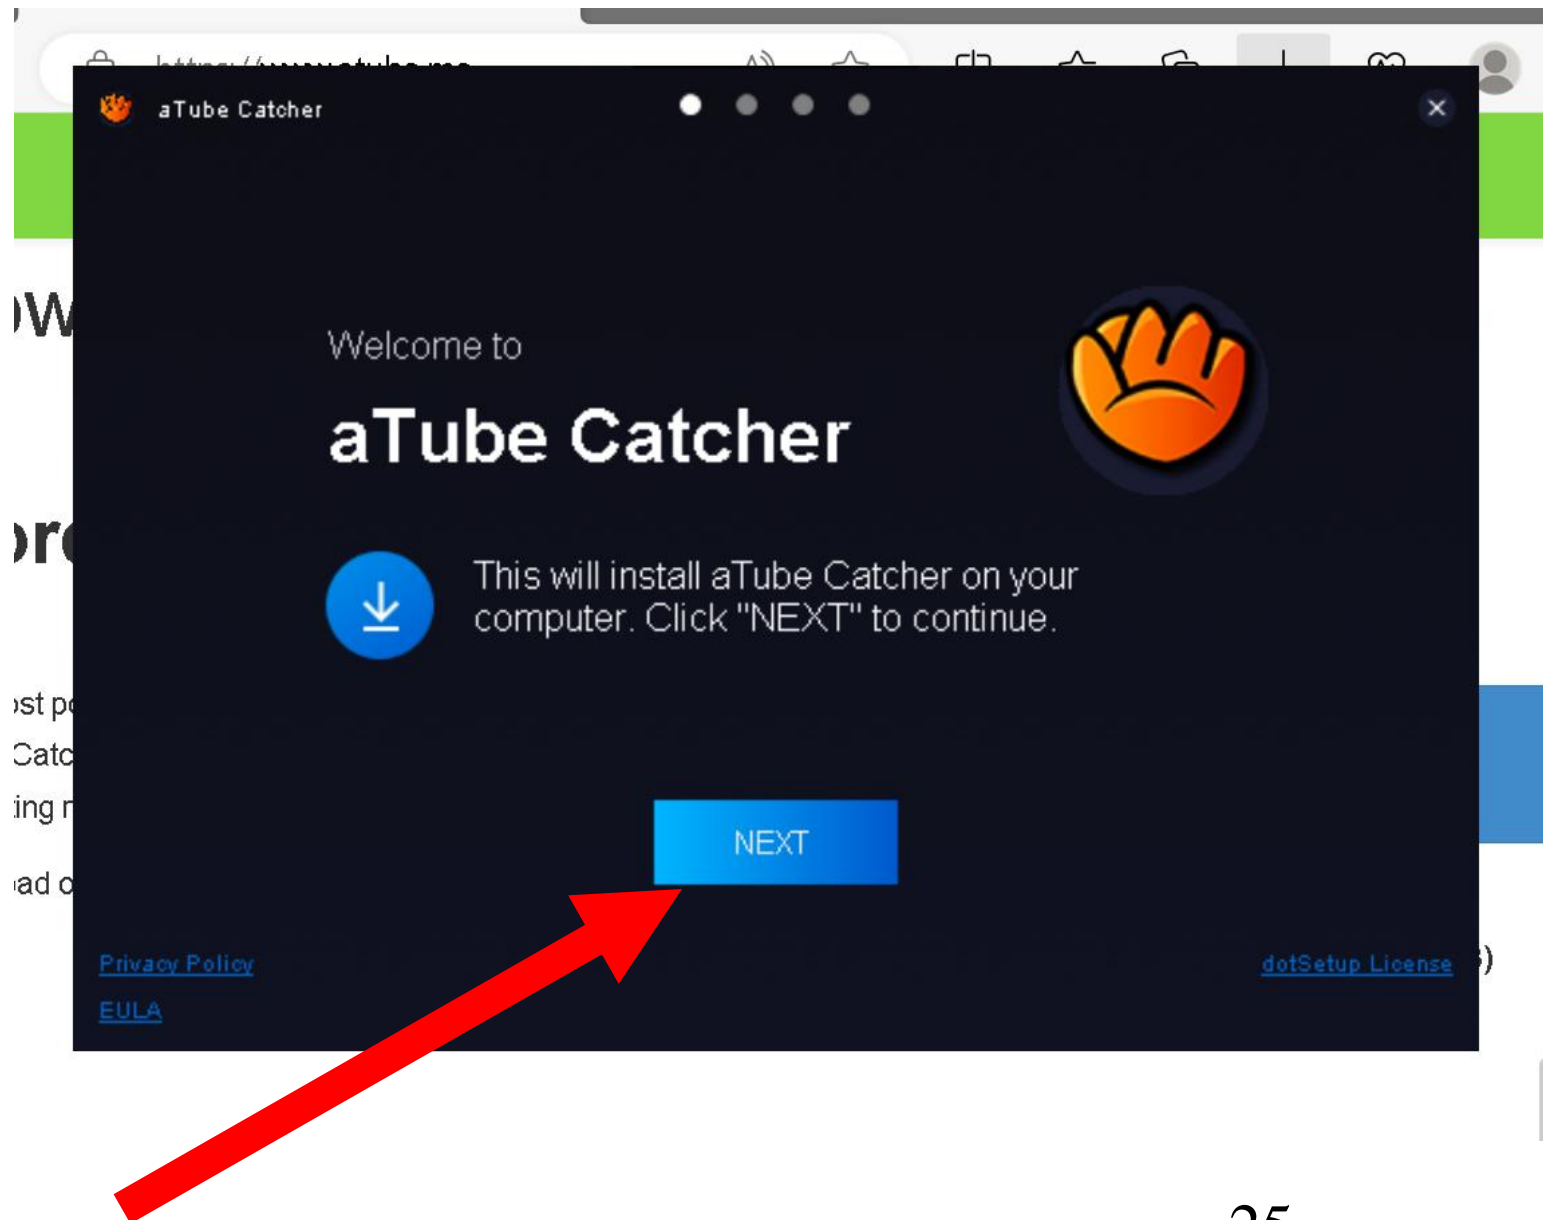 aTube Catcher
Welcome to
aTube Catcher
This will install aTube Catcher on your
computer. Click "NEXT" to continue.
NEXT
Privacy Policy
EULA
dotSetup License